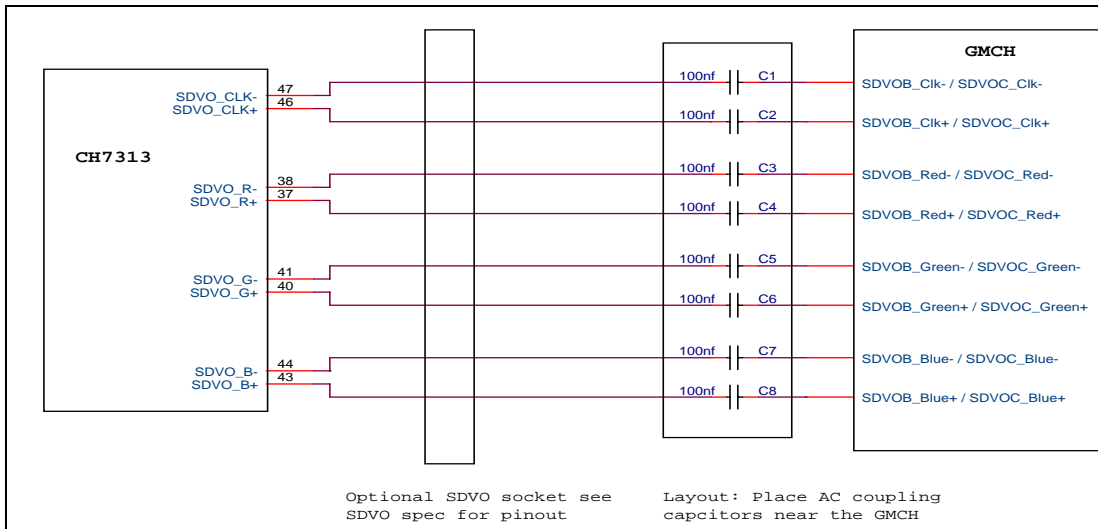 GMCH
CH7313
SDVO_CLK-
47
SDVO_CLK+
46
100nf C1
SDVOB_Clk- / SDVOC_Clk-
100nf C2
SDVOB_Clk+ / SDVOC_Clk+
SDVO_R-
38
SDVO_R+
37
100nf C3
SDVOB_Red- / SDVOC_Red-
100nf C4
SDVOB_Red+ / SDVOC_Red+
SDVO_G-
41
SDVO_G+
40
100nf C5
SDVOB_Green- / SDVOC_Green-
100nf C6
SDVOB_Green+ / SDVOC_Green+
SDVO_B-
44
SDVO_B+
43
100nf C7
SDVOB_Blue- / SDVOC_Blue-
100nf C8
SDVOB_Blue+ / SDVOC_Blue+
Optional SDVO socket see
SDVO spec for pinout
Layout: Place AC coupling
capcitors near the GMCH